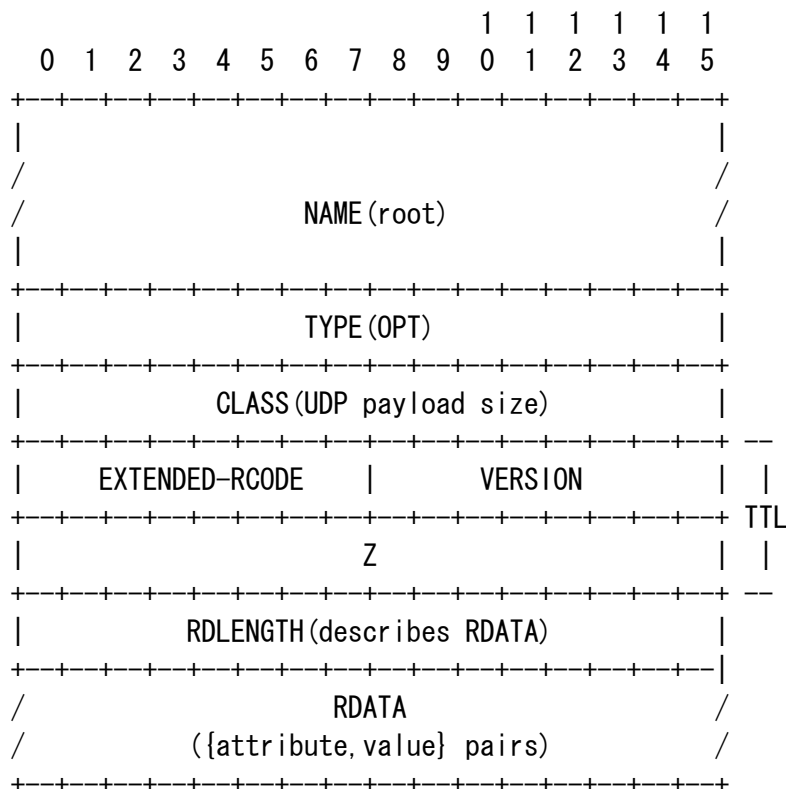 1  1  1  1  1  1
  0  1  2  3  4  5  6  7  8  9  0  1  2  3  4  5
+--+--+--+--+--+--+--+--+--+--+--+--+--+--+--+--+
|                                               |
/                                               /
/                   NAME(root)                  /
|                                               |
+--+--+--+--+--+--+--+--+--+--+--+--+--+--+--+--+
|                   TYPE(OPT)                   |
+--+--+--+--+--+--+--+--+--+--+--+--+--+--+--+--+
|             CLASS(UDP payload size)           |
+--+--+--+--+--+--+--+--+--+--+--+--+--+--+--+--+ --
|     EXTENDED-RCODE    |       VERSION         |  |
+--+--+--+--+--+--+--+--+--+--+--+--+--+--+--+--+ TTL
|                       Z                       |  |
+--+--+--+--+--+--+--+--+--+--+--+--+--+--+--+--+ --
|           RDLENGTH(describes RDATA)           |
+--+--+--+--+--+--+--+--+--+--+--+--+--+--+--+--|
/                     RDATA                     /
/           ({attribute,value} pairs)           /
+--+--+--+--+--+--+--+--+--+--+--+--+--+--+--+--+